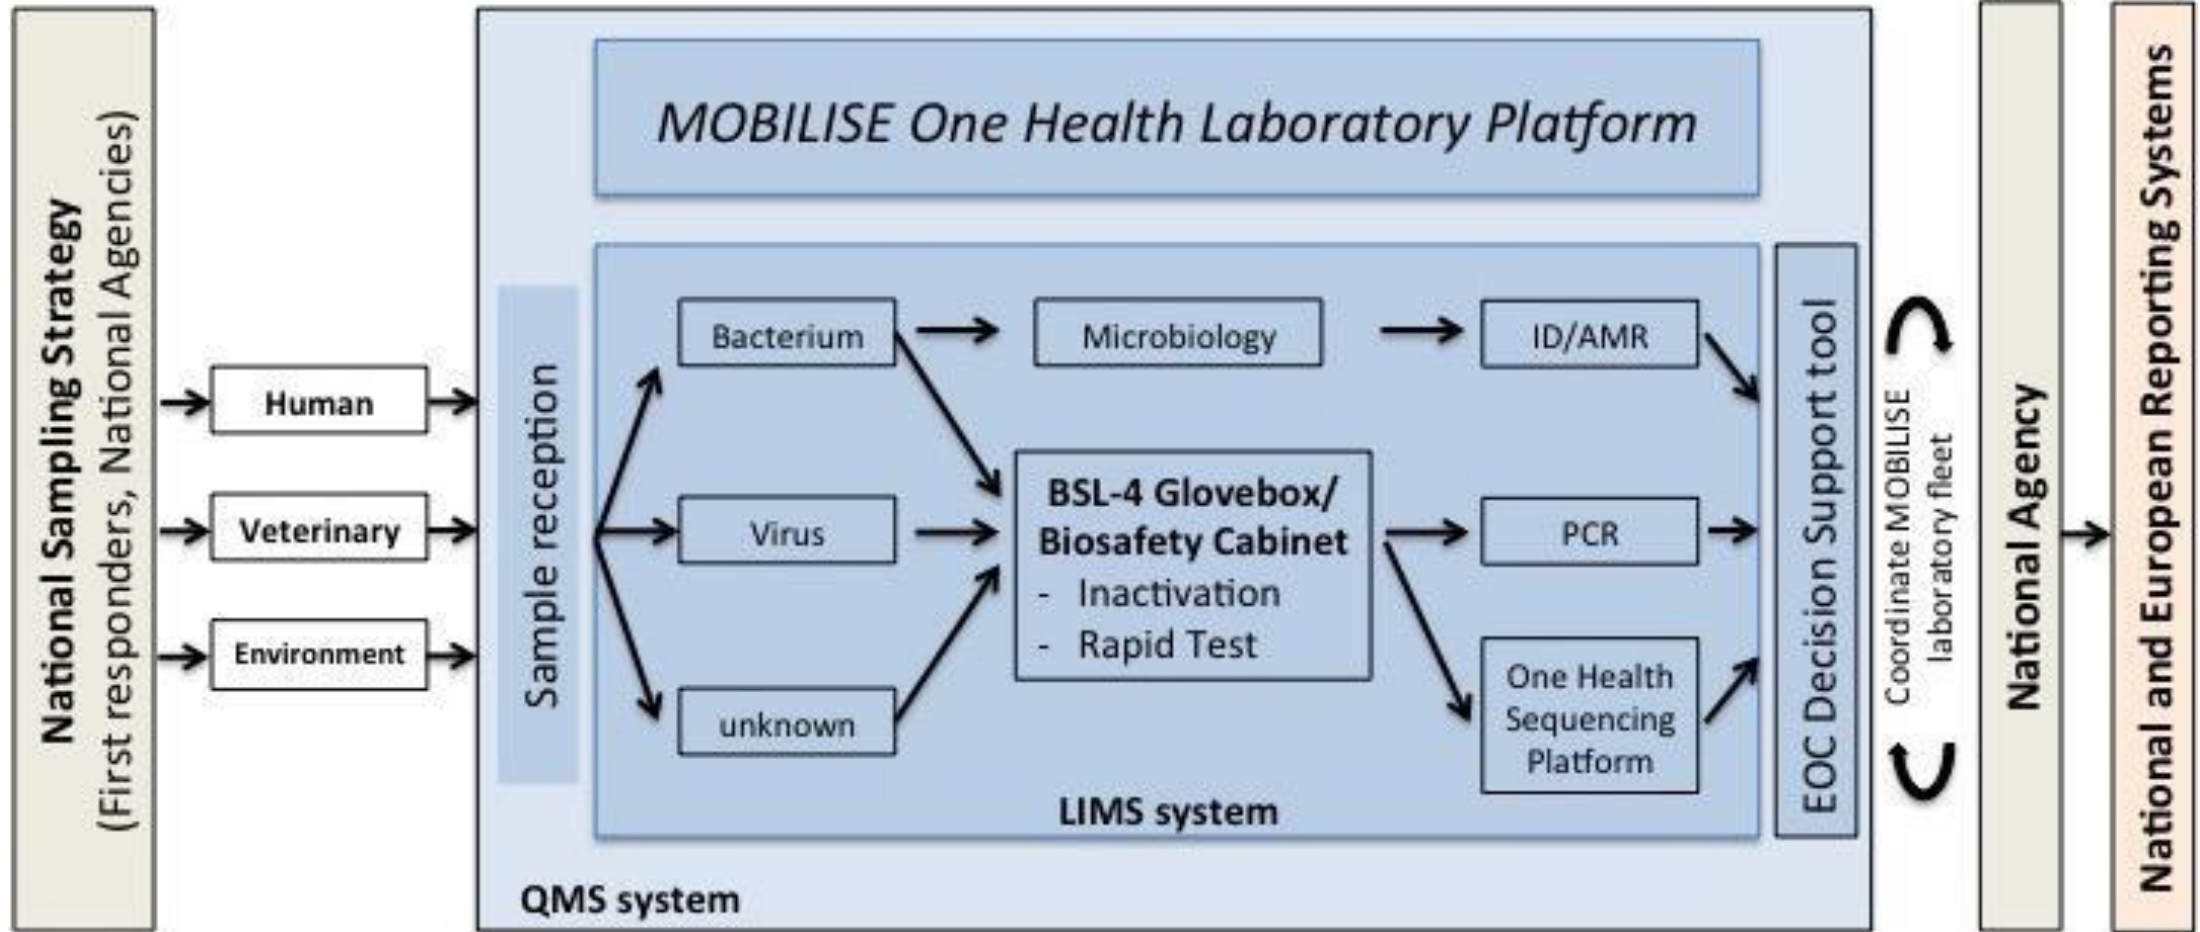 National Sampling Strategy
(First responders, National Agencies)
Human
Veterinary
Environment
MOBILISE One Health Laboratory Platform
Sample reception
Bacterium
Virus
unknown
Microbiology
BSL-4 Glovebox/
Biosafety Cabinet
- Inactivation
- Rapid Test
ID/AMR
PCR
One Health
Sequencing
Platform
LIMS system
QMS system
EOC Decision Support tool
Coordinate MOBILISE
laboratory fleet
National Agency
National and European Reporting Systems